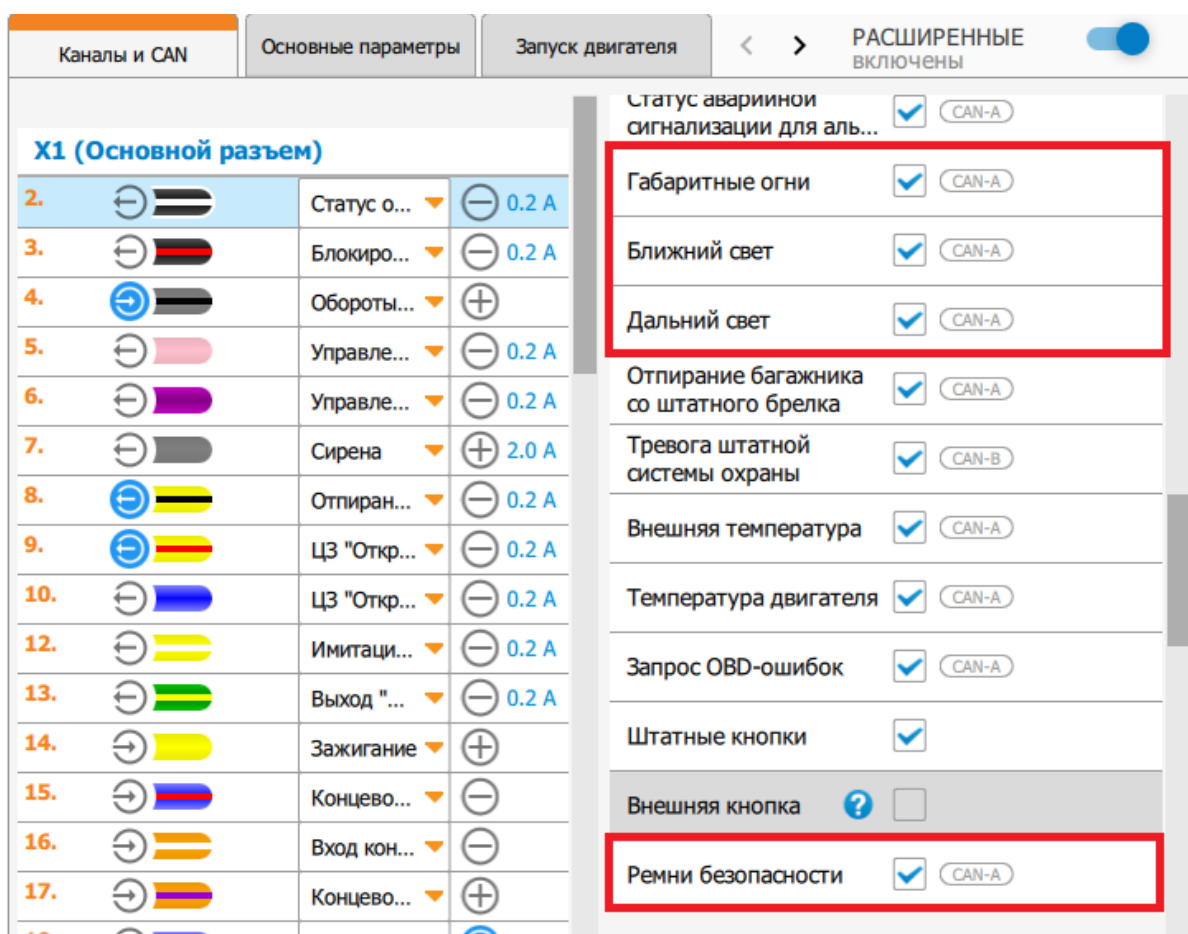 Каналы и CAN
Основные параметры
Запуск двигателя
РАСШИРЕННЫЕ
включены
X1 (Основной разъем)
2. Статус о... 0.2 A
3. Блокиро... 0.2 A
4. Обороты...
5. Управле... 0.2 A
6. Управле... 0.2 A
7. Сирена 2.0 A
8. Отпиран... 0.2 A
9. ЦЗ "Откр... 0.2 A
10. ЦЗ "Откр... 0.2 A
12. Имитаци... 0.2 A
13. Выход "... 0.2 A
14. Зажигание
15. Концево...
16. Вход кон...
17. Концево...
Статус аварийной
сигнализации для аль... CAN-A
Габаритные огни CAN-A
Ближний свет CAN-A
Дальний свет CAN-A
Отпирание багажника
со штатного брелка CAN-A
Тревога штатной
системы охраны CAN-B
Внешняя температура CAN-A
Температура двигателя CAN-A
Запрос OBD-ошибок CAN-A
Штатные кнопки
Внешняя кнопка ?
Ремни безопасности CAN-A